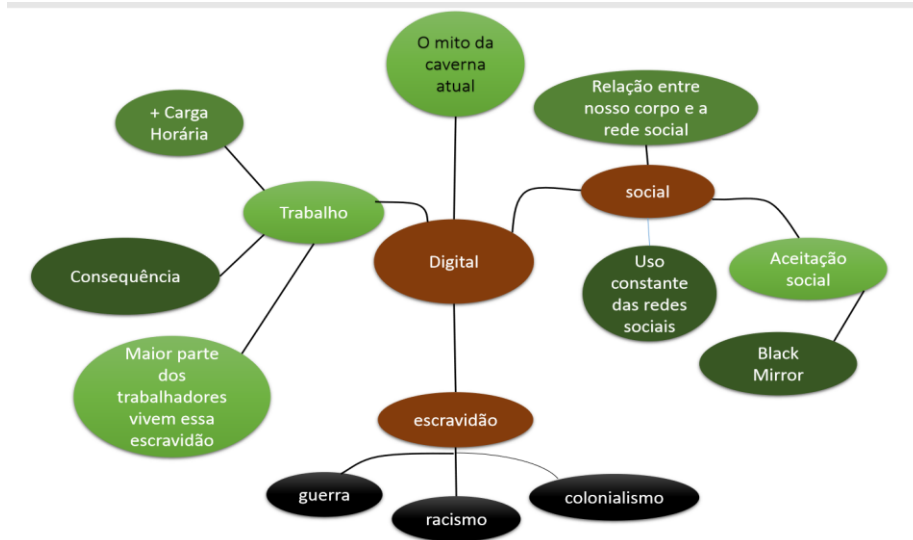 O mito da
caverna
atual
Relação entre
nosso corpo e a
rede social
+ Carga
Horária
social
Trabalho
Digital
Aceitação
social
Consequência
Uso
constante
das redes
sociais
Black
Mirror
Maior parte
dos
trabalhadores
vivem essa
escravidão
escravidão
guerra
racismo
colonialismo